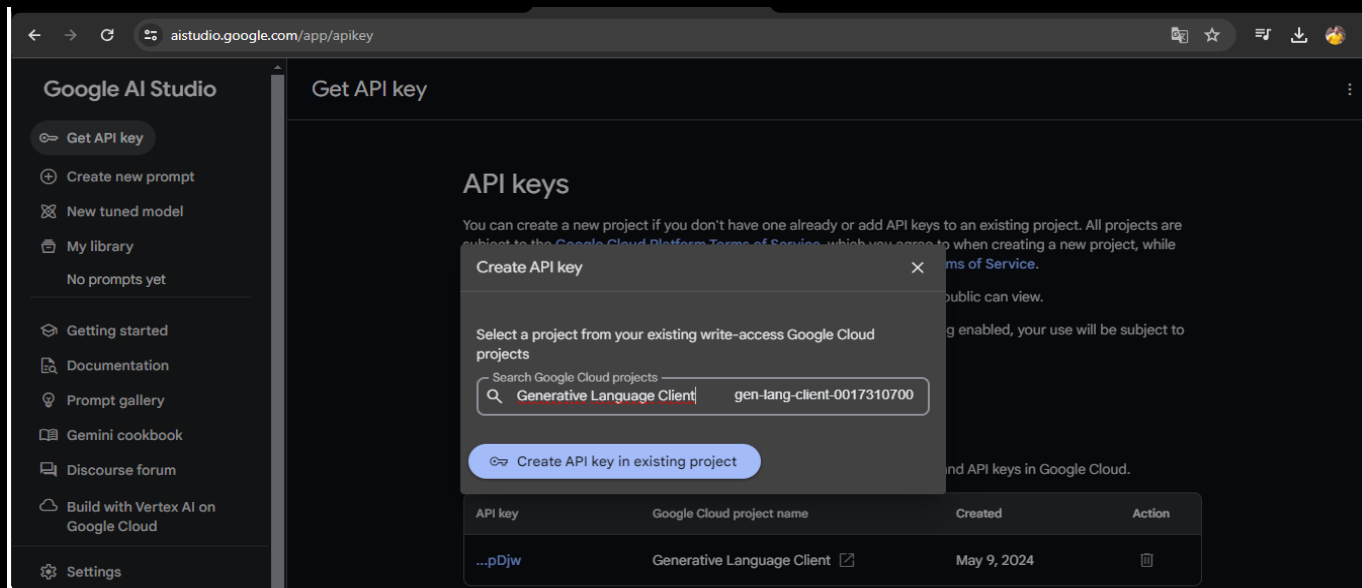 aistudio.google.com/app/apikey
Google AI Studio
Get API key
Create new prompt
New tuned model
My library
No prompts yet
Getting started
Documentation
Prompt gallery
Gemini cookbook
Discourse forum
Build with Vertex AI on
Google Cloud
Settings
Get API key
API keys
You can create a new project if you don't have one already or add API keys to an existing project. All projects are
subject to the Google Cloud Platform Terms of Service, which you agree to when creating a new project, while
ms of Service.
public can view.
g enabled, your use will be subject to
Create API key
Select a project from your existing write-access Google Cloud
projects
Search Google Cloud projects
Generative Language Client gen-lang-client-0017310700
Create API key in existing project
and API keys in Google Cloud.
API key Google Cloud project name Created Action
...pDjw Generative Language Client May 9, 2024